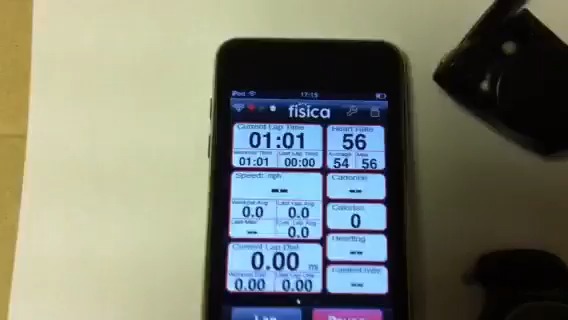 iPod 17:15
fisica
Current Lap Time Heart Rate
01:01 56
Workout Time Last Lap Time Average Max
01:01 00:00 54 56
Speed: mph Cadence
-- --
Workout Avg Last Lap Avg Calories
0.0 0.0 0
Curr. Lap Avg
-- 0.0 Heading
Current Lap Dist --
0.00 mi
Workout Dist Last Lap Dist
0.00 0.00 --
Lap Pause